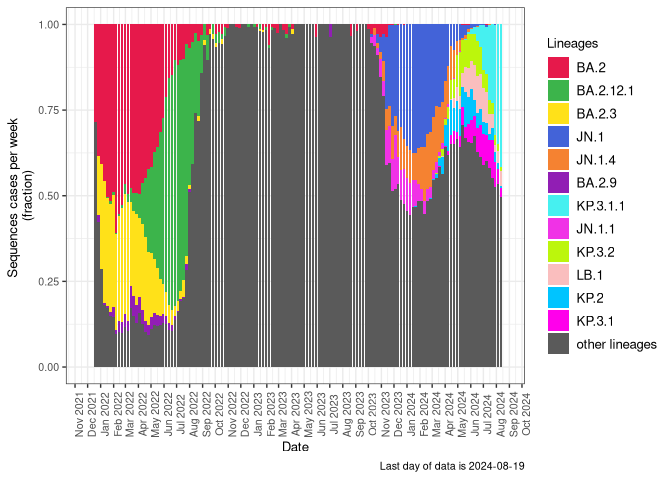 Lineages
BA.2
BA.2.12.1
BA.2.3
JN.1
JN.1.4
BA.2.9
KP.3.1.1
JN.1.1
KP.3.2
LB.1
KP.2
KP.3.1
other lineages
Sequences cases per week
(fraction)
1.00
0.75
0.50
0.25
0.00
Nov 2021
Dec 2021
Jan 2022
Feb 2022
Mar 2022
Apr 2022
May 2022
Jun 2022
Jul 2022
Aug 2022
Sep 2022
Oct 2022
Nov 2022
Dec 2022
Jan 2023
Feb 2023
Mar 2023
Apr 2023
May 2023
Jun 2023
Jul 2023
Aug 2023
Sep 2023
Oct 2023
Nov 2023
Dec 2023
Jan 2024
Feb 2024
Mar 2024
Apr 2024
May 2024
Jun 2024
Jul 2024
Aug 2024
Sep 2024
Oct 2024
Date
Last day of data is 2024-08-19